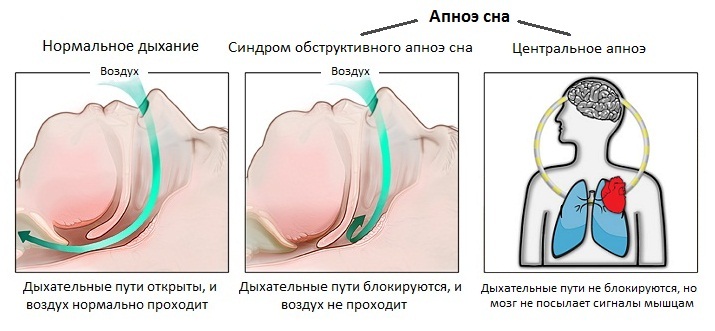 Апноэ сна
Нормальное дыхание
Синдром обструктивного апноэ сна
Центральное апноэ
Воздух
Воздух
Дыхательные пути открыты, и
воздух нормально проходит
Дыхательные пути блокируются, и
воздух не проходит
Дыхательные пути не блокируются, но
мозг не посылает сигналы мышцам